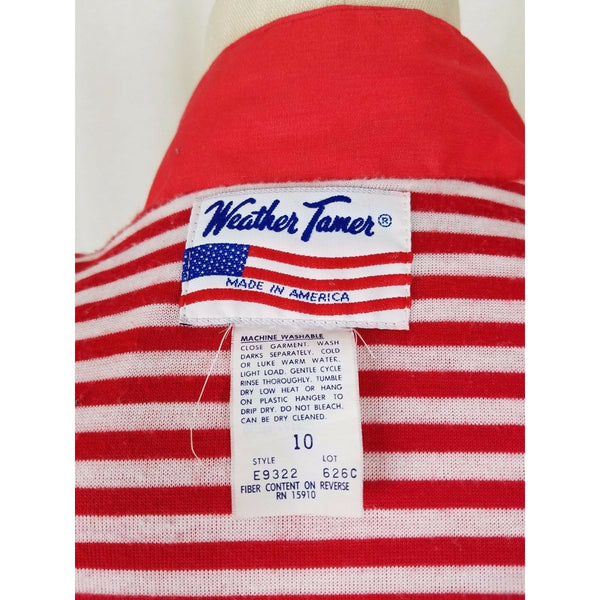 Weather Tamer®
MADE IN AMERICA
MACHINE WASHABLE
CLOSE GARMENT. WASH
DARKS SEPARATELY. COLD
OR LUKE WARM WATER.
LIGHT LOAD. GENTLE CYCLE
RINSE THOROUGHLY. TUMBLE
DRY LOW HEAT OR HANG
ON PLASTIC HANGER TO
DRIP DRY. DO NOT BLEACH.
CAN BE DRY CLEANED.
10
STYLE LOT
E9322 626C
FIBER CONTENT ON REVERSE
RN 15910